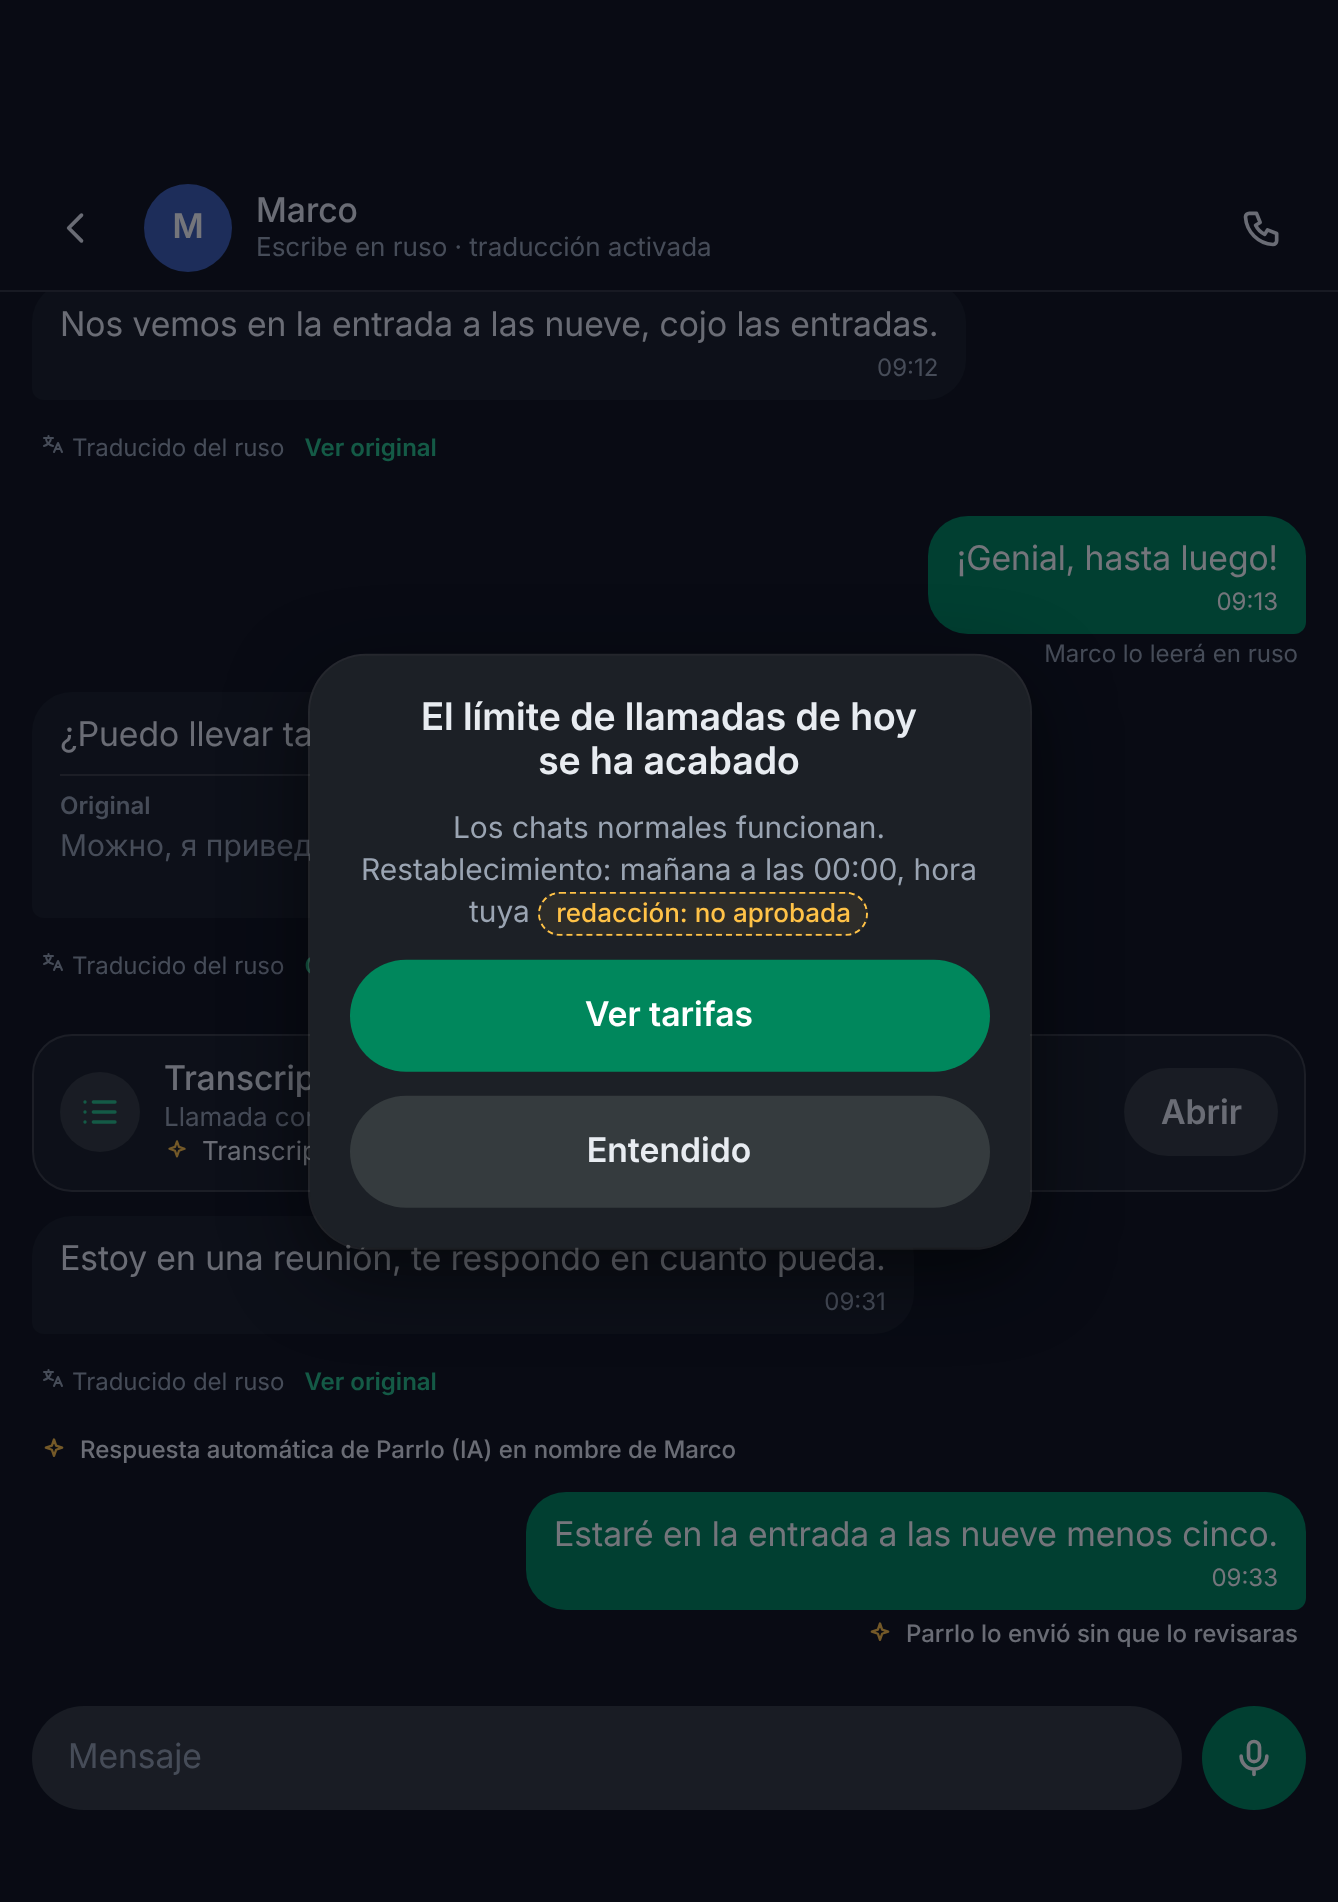 M
Marco
Escribe en ruso · traducción activada
Nos vemos en la entrada a las nueve, cojo las entradas.
09:12
Traducido del ruso Ver original
¡Genial, hasta luego!
09:13
Marco lo leerá en ruso
¿Puedo llevar
Original
Можно, я
Traducido del ruso
El límite de llamadas de hoy
se ha acabado
Los chats normales funcionan.
Restablecimiento: mañana a las 00:00, hora
tuya redacción: no aprobada
Ver tarifas
Entendido
Llamada
Abrir
Estoy en una reunión, te respondo en cuanto pueda.
09:31
Traducido del ruso Ver original
Respuesta automática de Parrlo (IA) en nombre de Marco
Estaré en la entrada a las nueve menos cinco.
09:33
Parrlo lo envió sin que lo revisaras
Mensaje